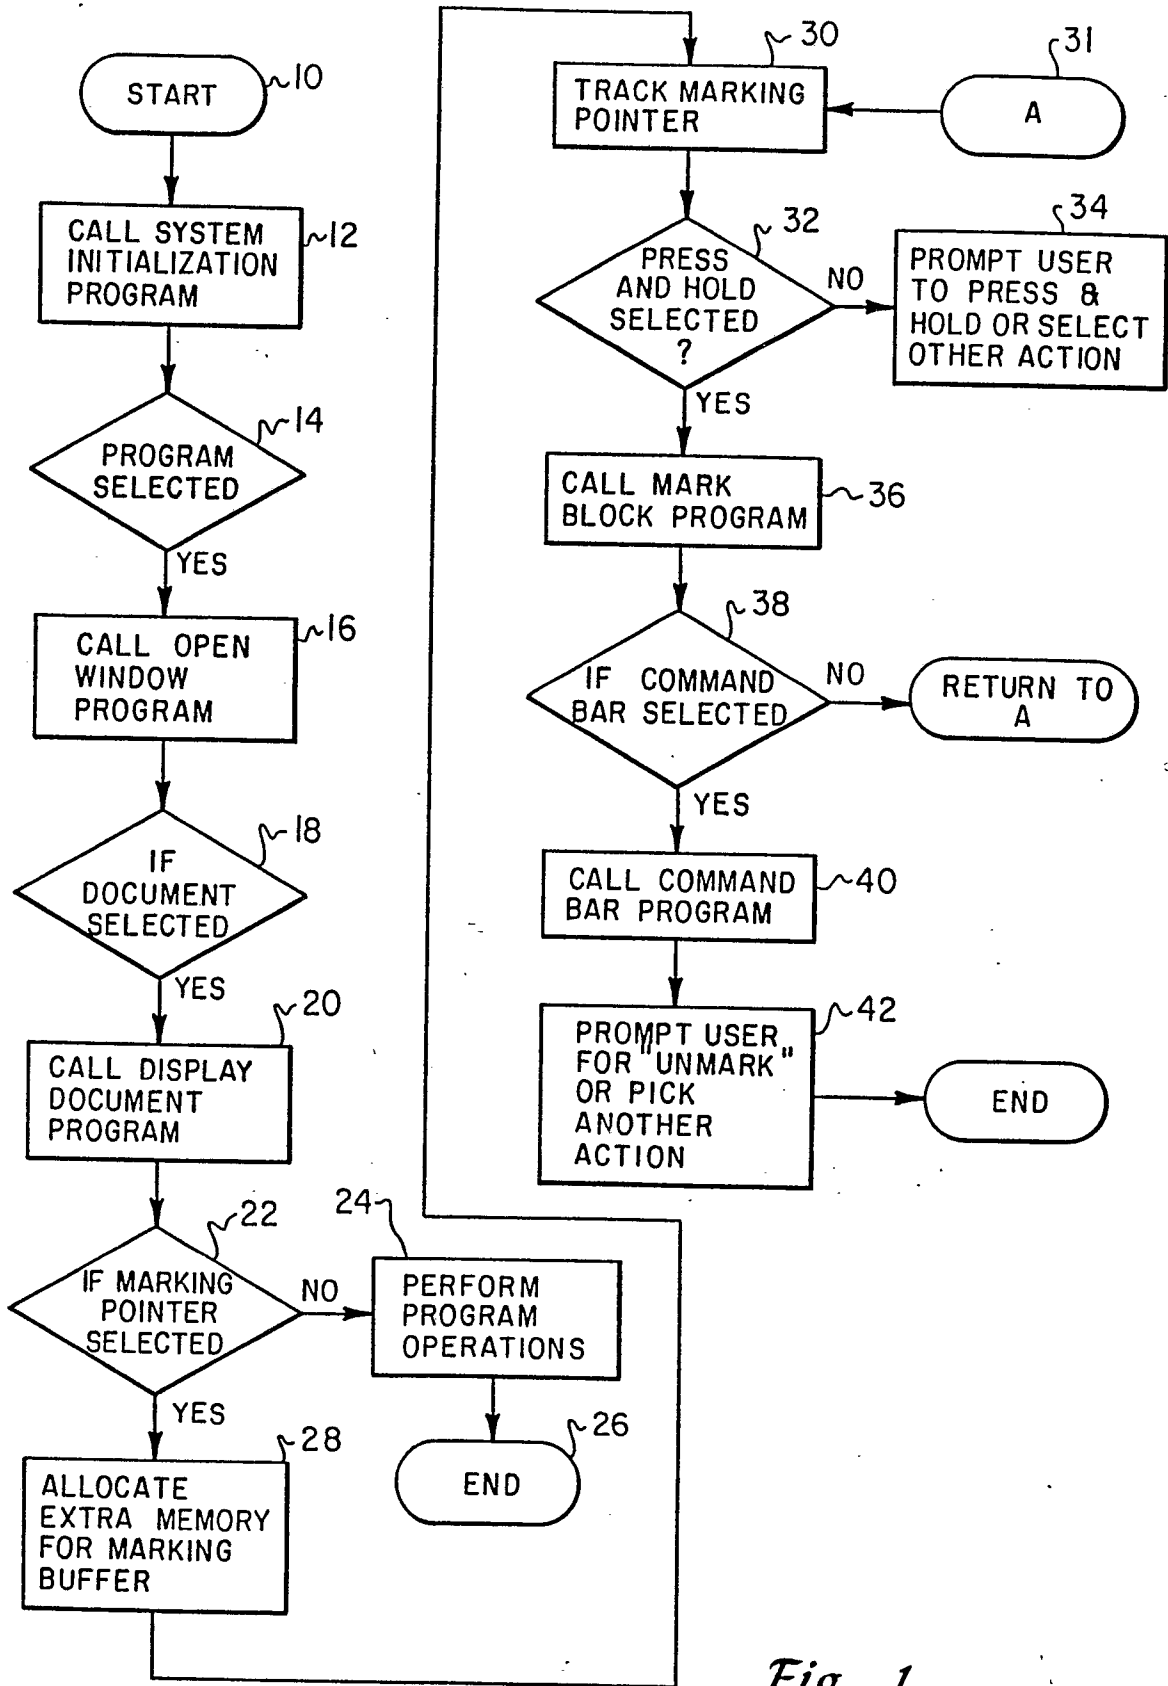 START
10
CALL SYSTEM
INITIALIZATION
PROGRAM
12
PROGRAM
SELECTED
14
YES
CALL OPEN
WINDOW
PROGRAM
16
IF
DOCUMENT
SELECTED
18
YES
CALL DISPLAY
DOCUMENT
PROGRAM
20
IF MARKING
POINTER
SELECTED
22
NO
YES
24
PERFORM
PROGRAM
OPERATIONS
END
26
ALLOCATE
EXTRA MEMORY
FOR MARKING
BUFFER
28
TRACK MARKING
POINTER
30
A
31
PRESS
AND HOLD
SELECTED
?
32
NO
YES
PROMPT USER
TO PRESS &
HOLD OR SELECT
OTHER ACTION
34
CALL MARK
BLOCK PROGRAM
36
IF COMMAND
BAR SELECTED
38
NO
YES
RETURN TO
A
CALL COMMAND
BAR PROGRAM
40
PROMPT USER
FOR "UNMARK"
OR PICK
ANOTHER
ACTION
42
END
Fig. 1